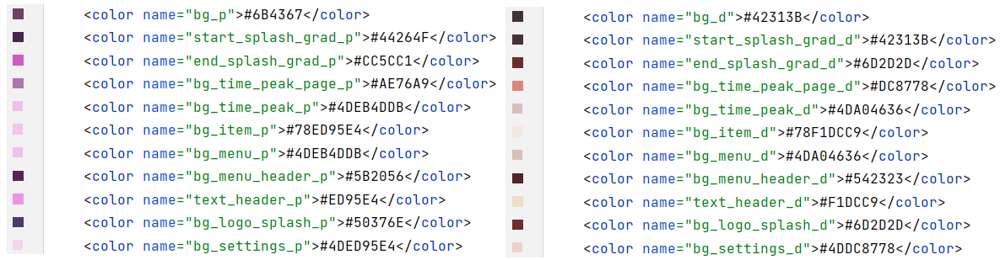 <color name="bg_p">#6B4367</color>
<color name="start_splash_grad_p">#44264F</color>
<color name="end_splash_grad_p">#CC5CC1</color>
<color name="bg_time_peak_page_p">#AE76A9</color>
<color name="bg_time_peak_p">#4DEB4DDB</color>
<color name="bg_item_p">#78ED95E4</color>
<color name="bg_menu_p">#4DEB4DDB</color>
<color name="bg_menu_header_p">#5B2056</color>
<color name="text_header_p">#ED95E4</color>
<color name="bg_logo_splash_p">#50376E</color>
<color name="bg_settings_p">#4DED95E4</color>
<color name="bg_d">#42313B</color>
<color name="start_splash_grad_d">#42313B</color>
<color name="end_splash_grad_d">#6D2D2D</color>
<color name="bg_time_peak_page_d">#DC8778</color>
<color name="bg_time_peak_d">#4DA04636</color>
<color name="bg_item_d">#78F1DCC9</color>
<color name="bg_menu_d">#4DA04636</color>
<color name="bg_menu_header_d">#542323</color>
<color name="text_header_d">#F1DCC9</color>
<color name="bg_logo_splash_d">#6D2D2D</color>
<color name="bg_settings_d">#4DDC8778</color>